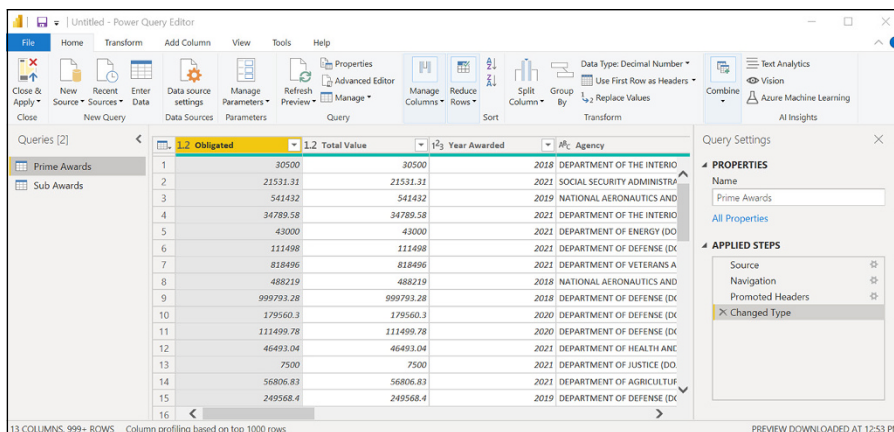 Untitled - Power Query Editor
File Home Transform Add Column View Tools Help
Close & Apply
New Source
Recent Sources
Enter Data
Data source settings
Manage Parameters
Refresh Preview
Properties
Advanced Editor
Manage
Manage Columns
Reduce Rows
Split Column
Group By
Data Type: Decimal Number
Use First Row as Headers
Replace Values
Combine
Text Analytics
Vision
Azure Machine Learning
Close New Query Data Sources Parameters Query Sort Transform AI Insights
Queries [2]
Prime Awards
Sub Awards
1.2 Obligated 1.2 Total Value 123 Year Awarded ABC Agency
1 30500 30500 2018 DEPARTMENT OF THE INTERIO
2 21531.31 21531.31 2021 SOCIAL SECURITY ADMINISTRA
3 541432 541432 2019 NATIONAL AERONAUTICS AND
4 34789.58 34789.58 2021 DEPARTMENT OF THE INTERIO
5 43000 43000 2021 DEPARTMENT OF ENERGY (DO
6 111498 111498 2021 DEPARTMENT OF DEFENSE (DO
7 818496 818496 2021 DEPARTMENT OF VETERANS A
8 488219 488219 2018 NATIONAL AERONAUTICS AND
9 999793.28 999793.28 2018 DEPARTMENT OF DEFENSE (DO
10 179560.3 179560.3 2020 DEPARTMENT OF DEFENSE (DO
11 111499.78 111499.78 2020 DEPARTMENT OF DEFENSE (DO
12 46493.04 46493.04 2021 DEPARTMENT OF HEALTH AND
13 7500 7500 2021 DEPARTMENT OF JUSTICE (DO.
14 56806.83 56806.83 2021 DEPARTMENT OF AGRICULTUR
15 249568.4 249568.4 2019 DEPARTMENT OF DEFENSE (DO
16
Query Settings
PROPERTIES
Name
Prime Awards
All Properties
APPLIED STEPS
Source
Navigation
Promoted Headers
Changed Type
13 COLUMNS, 999+ ROWS Column profiling based on top 1000 rows PREVIEW DOWNLOADED AT 12:53 P